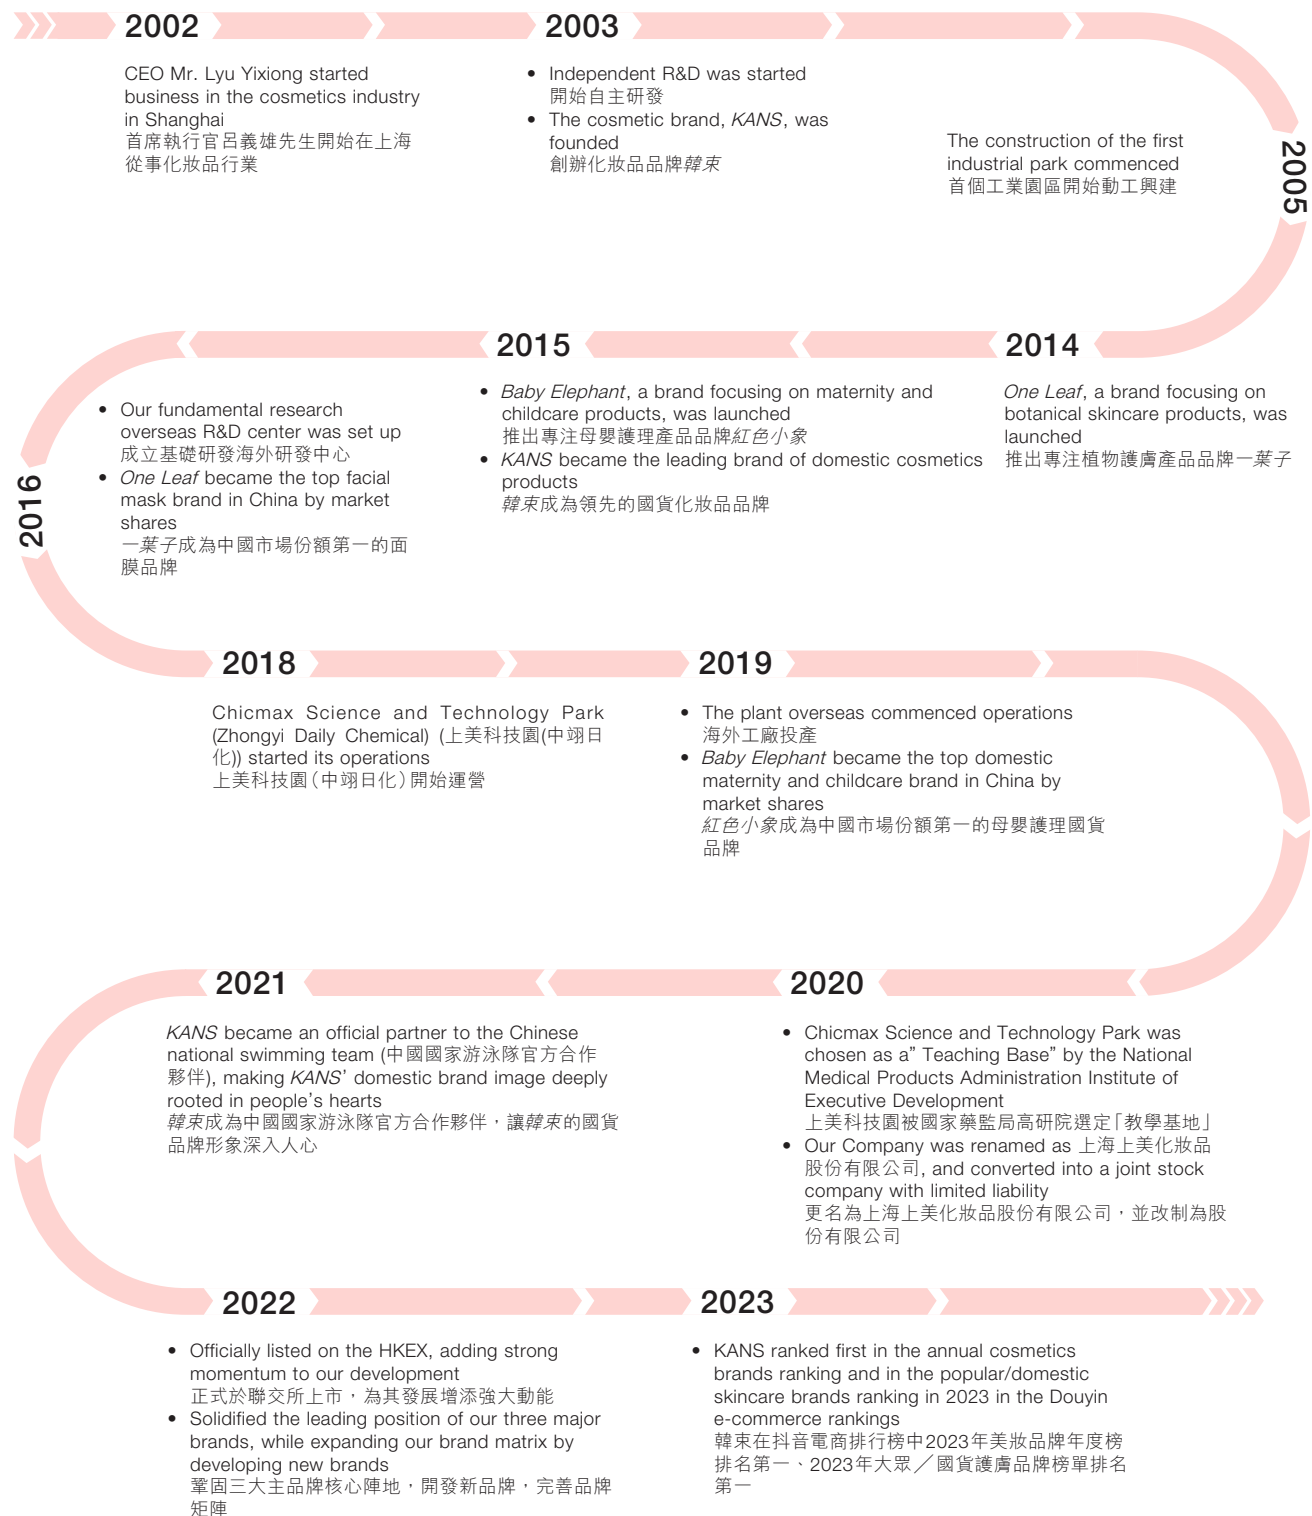 2002
CEO Mr. Lyu Yixiong started
business in the cosmetics industry
in Shanghai
首席執行官呂義雄先生開始在上海
從事化妝品行業
2003
• Independent R&D was started
開始自主研發
• The cosmetic brand, KANS, was
founded
創辦化妝品品牌韓束
2005
The construction of the first
industrial park commenced
首個工業園區開始動工興建
2014
One Leaf, a brand focusing on
botanical skincare products, was
launched
推出專注植物護膚產品品牌一葉子
2015
• Baby Elephant, a brand focusing on maternity and
childcare products, was launched
推出專注母嬰護理產品品牌紅色小象
• KANS became the leading brand of domestic cosmetics
products
韓束成為領先的國貨化妝品品牌
2016
• Our fundamental research
overseas R&D center was set up
成立基礎研發海外研發中心
• One Leaf became the top facial
mask brand in China by market
shares
一葉子成為中國市場份額第一的面
膜品牌
2018
Chicmax Science and Technology Park
(Zhongyi Daily Chemical) (上美科技園(中翊日
化)) started its operations
上美科技園（中翊日化）開始運營
2019
• The plant overseas commenced operations
海外工廠投產
• Baby Elephant became the top domestic
maternity and childcare brand in China by
market shares
紅色小象成為中國市場份額第一的母嬰護理國貨
品牌
2020
• Chicmax Science and Technology Park was
chosen as a” Teaching Base” by the National
Medical Products Administration Institute of
Executive Development
上美科技園被國家藥監局高研院選定「教學基地」
• Our Company was renamed as 上海上美化妝品
股份有限公司, and converted into a joint stock
company with limited liability
更名為上海上美化妝品股份有限公司，並改制為股
份有限公司
2021
KANS became an official partner to the Chinese
national swimming team (中國國家游泳隊官方合作
夥伴), making KANS’ domestic brand image deeply
rooted in people’s hearts
韓束成為中國國家游泳隊官方合作夥伴，讓韓束的國貨
品牌形象深入人心
2022
• Officially listed on the HKEX, adding strong
momentum to our development
正式於聯交所上市，為其發展增添強大動能
• Solidified the leading position of our three major
brands, while expanding our brand matrix by
developing new brands
鞏固三大主品牌核心陣地，開發新品牌，完善品牌
矩陣
2023
• KANS ranked first in the annual cosmetics
brands ranking and in the popular/domestic
skincare brands ranking in 2023 in the Douyin
e-commerce rankings
韓束在抖音電商排行榜中2023年美妝品牌年度榜
排名第一、2023年大眾／國貨護膚品牌榜單排名
第一